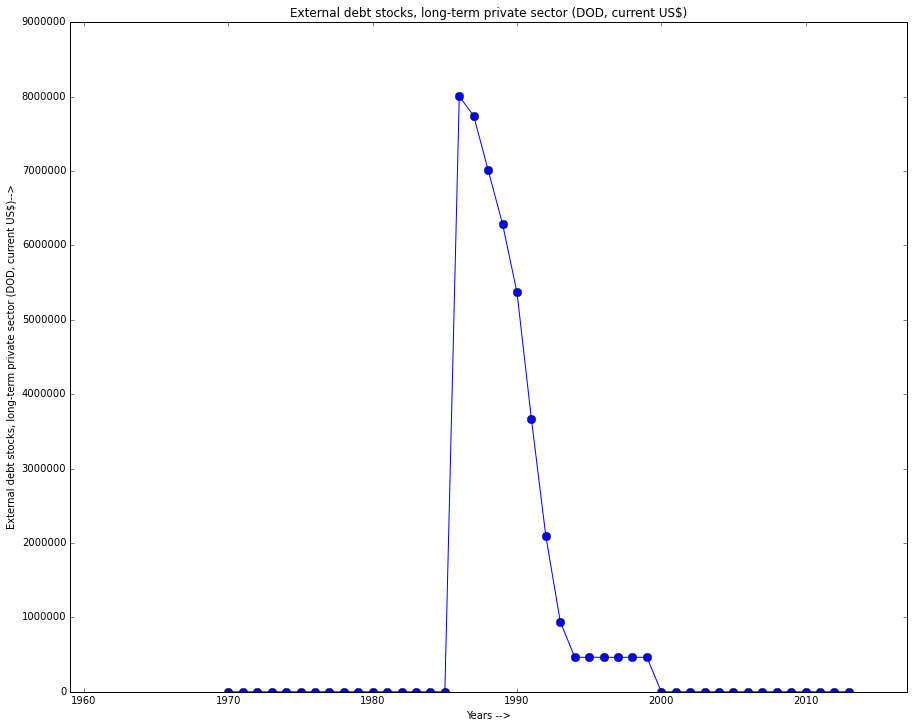 External debt stocks, long-term private sector (DOD, current US$)
9000000
8000000
7000000
6000000
5000000
4000000
3000000
2000000
1000000
0
External debt stocks, long-term private sector (DOD, current US$)-->
1960 1970 1980 1990 2000 2010
Years -->